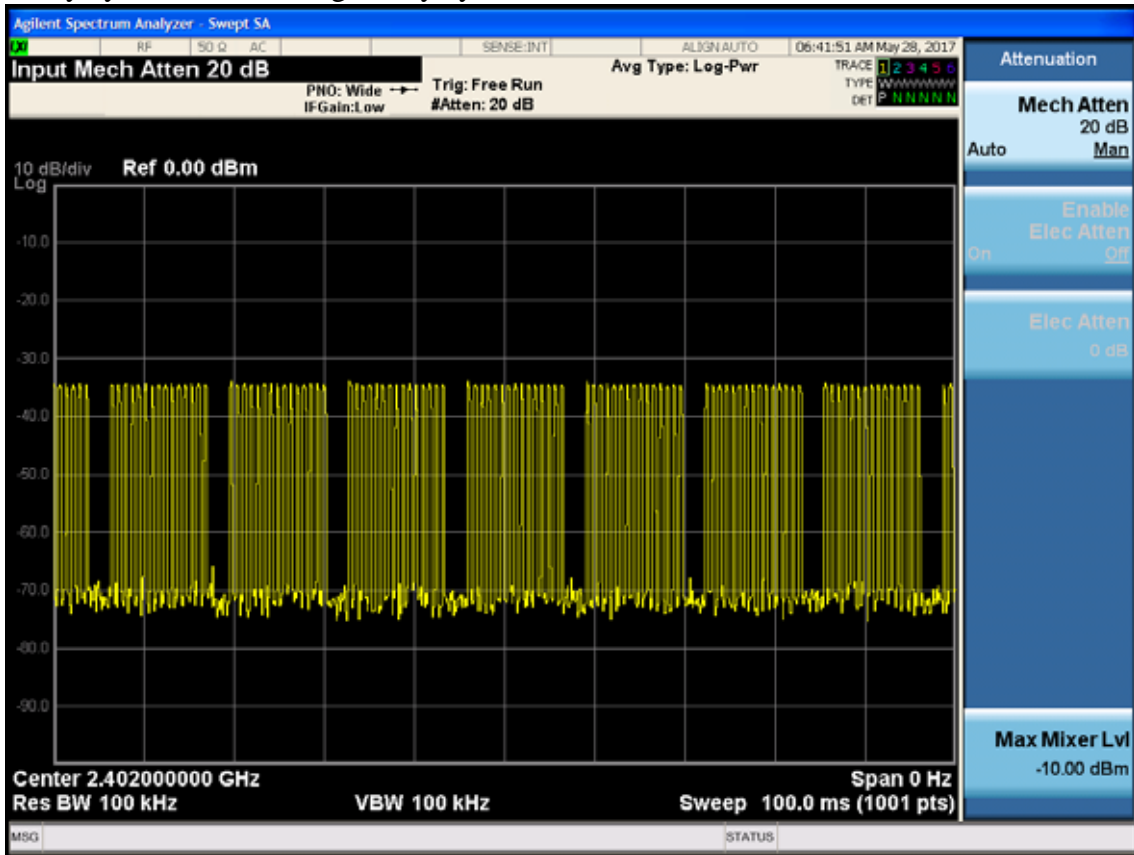 Agilent Spectrum Analyzer - Swept SA
RF 50 Ω AC SENSE:INT ALIGN AUTO 06:41:51 AM May 28, 2017
Input Mech Atten 20 dB
PNO: Wide
IFGain:Low
Trig: Free Run
#Atten: 20 dB
Avg Type: Log-Pwr
TRACE 1 2 3 4 5 6
TYPE
DET P N N N N N
10 dB/div Ref 0.00 dBm
Log
-10.0
-20.0
-30.0
-40.0
-50.0
-60.0
-70.0
-80.0
-90.0
Center 2.402000000 GHz Span 0 Hz
Res BW 100 kHz VBW 100 kHz Sweep 100.0 ms (1001 pts)
MSG STATUS
Attenuation
Mech Atten
20 dB
Auto Man
Enable
Elec Atten
On Off
Elec Atten
0 dB
Max Mixer Lvl
-10.00 dBm